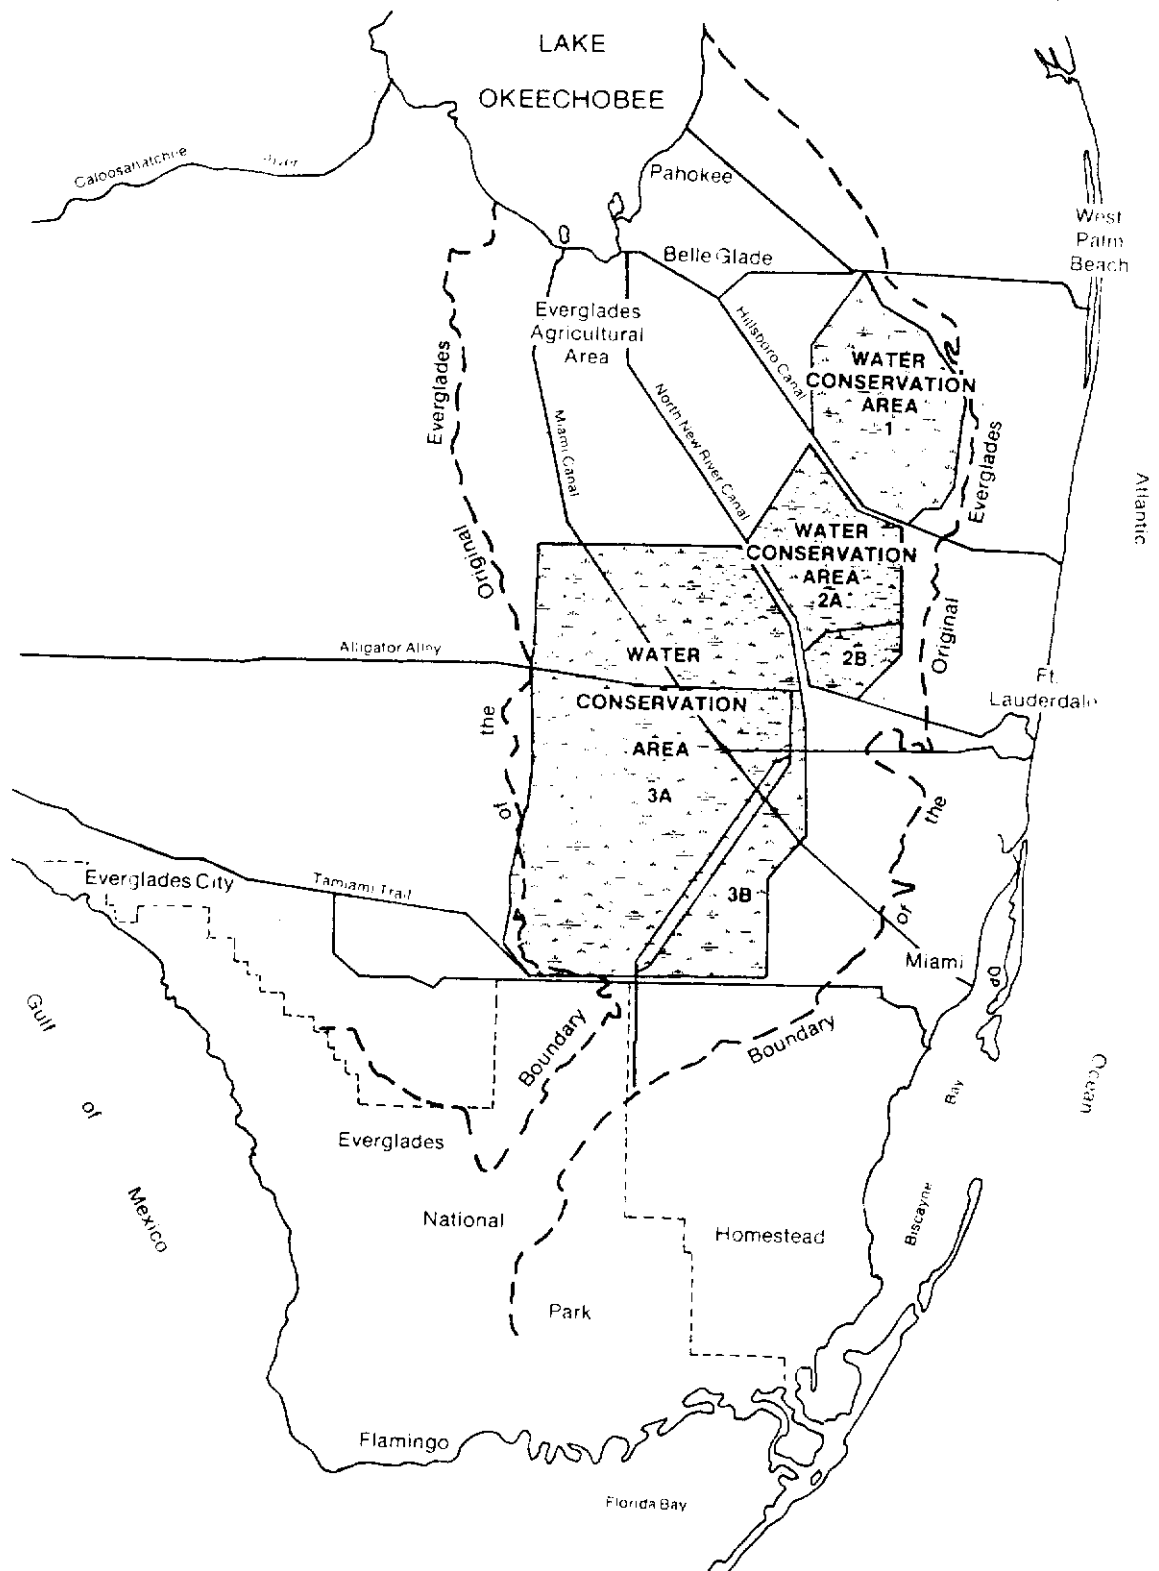 LAKE
OKEECHOBEE
Caloosahatchee River
Pahokee
West
Palm
Beach
Belle Glade
Everglades
Agricultural
Area
Hillsboro Canal
WATER
CONSERVATION
AREA
1
Everglades
Miami Canal
North New River Canal
Everglades
Atlantic
Original
WATER
CONSERVATION
AREA
2A
2B
Original
Alligator Alley
WATER
CONSERVATION
AREA
3A
3B
Ft.
Lauderdale
the
of
the
of
Everglades City
Tamiami Trail
Miami
Boundary
Boundary
Gulf
of
Mexico
Ocean
Bay
Biscayne
Everglades
National
Park
Homestead
Flamingo
Florida Bay